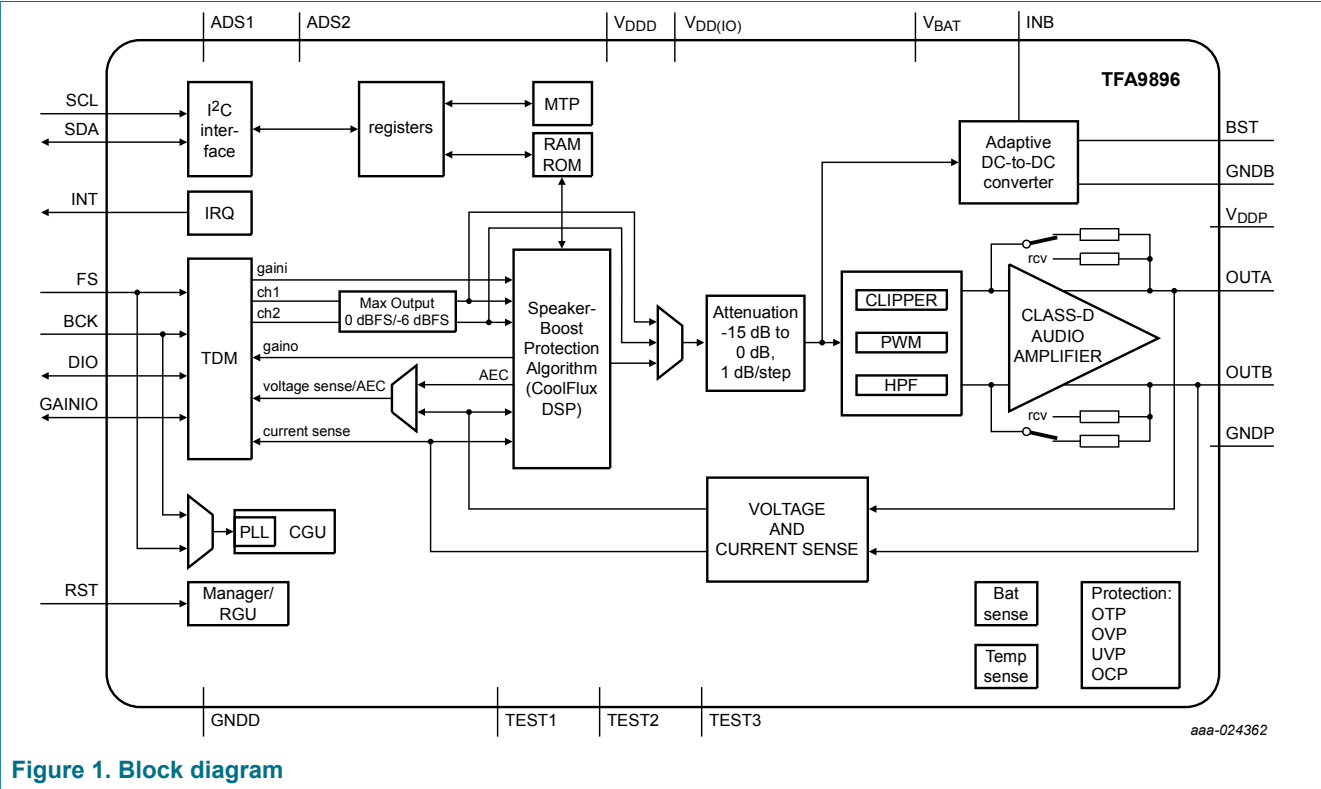 ADS1
ADS2
VDDD
VDD(IO)
VBAT
INB
TFA9896
SCL
SDA
I2C
inter-
face
registers
MTP
RAM
ROM
Adaptive
DC-to-DC
converter
BST
GNDB
INT
IRQ
VDDP
FS
BCK
DIO
GAINIO
TDM
gaini
ch1
ch2
Max Output
0 dBFS/-6 dBFS
gaino
voltage sense/AEC
AEC
current sense
Speaker-
Boost
Protection
Algorithm
(CoolFlux
DSP)
Attenuation
-15 dB to
0 dB,
1 dB/step
CLIPPER
PWM
HPF
rcv
CLASS-D
AUDIO
AMPLIFIER
rcv
OUTA
OUTB
GNDP
PLL
CGU
VOLTAGE
AND
CURRENT SENSE
RST
Manager/
RGU
Bat
sense
Temp
sense
Protection:
OTP
OVP
UVP
OCP
GNDD
TEST1
TEST2
TEST3
aaa-024362
Figure 1. Block diagram